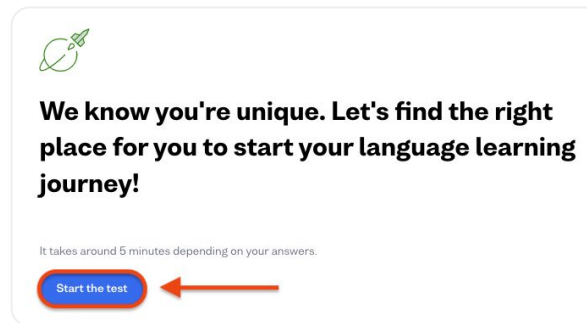 We know you're unique. Let's find the right
place for you to start your language learning
journey!
It takes around 5 minutes depending on your answers.
Start the test